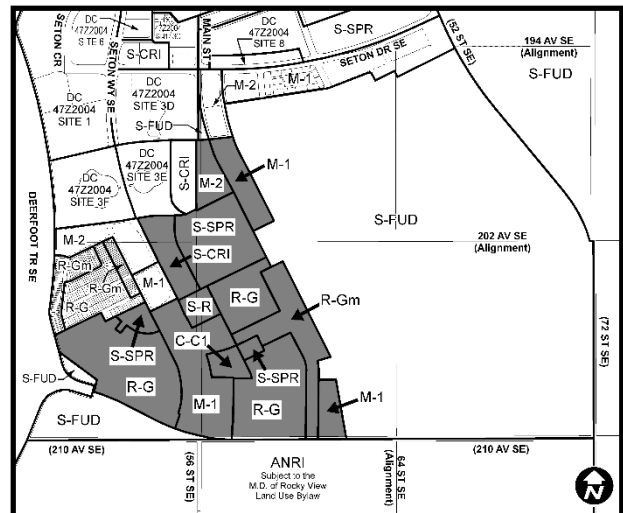 SETON CR
DC
47Z2004
SITE 6
SETON WY SE
S-CRI
MAIN ST
DC
47Z2004
SITE 8
S-SPR
(52 ST SE)
194 AV SE
(Alignment)
SETON DR SE
S-FUD
M-2
M-1
DC
47Z2004
SITE 1
DC
47Z2004
SITE 3D
S-FUD
DC
47Z2004
SITE 3E
S-CRI
M-2
M-1
DC
47Z2004
SITE 3F
DEERFOOT TR SE
S-FUD
S-SPR
M-2
202 AV SE
(Alignment)
S-CRI
R-Gm
R-Gm
M-1
R-G
S-R
R-G
R-Gm
(72 ST SE)
C-C1
S-SPR
S-FUD
S-SPR
R-G
M-1
R-G
M-1
S-FUD
(210 AV SE)
(210 AV SE)
(56 ST SE)
ANRI
Subject to the
M.D. of Rocky View
Land Use Bylaw
64 ST SE
(Alignment)
N